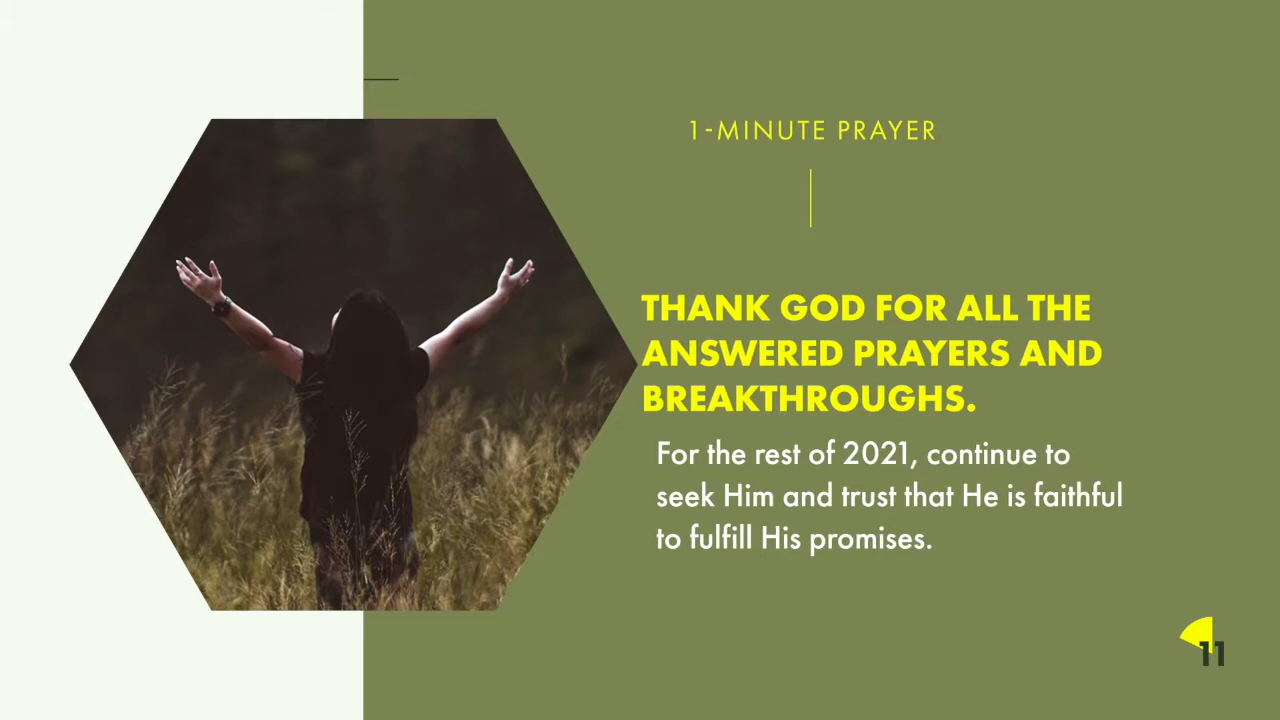 1-MINUTE PRAYER
THANK GOD FOR ALL THE
ANSWERED PRAYERS AND
BREAKTHROUGHS.
For the rest of 2021, continue to
seek Him and trust that He is faithful
to fulfill His promises.
11